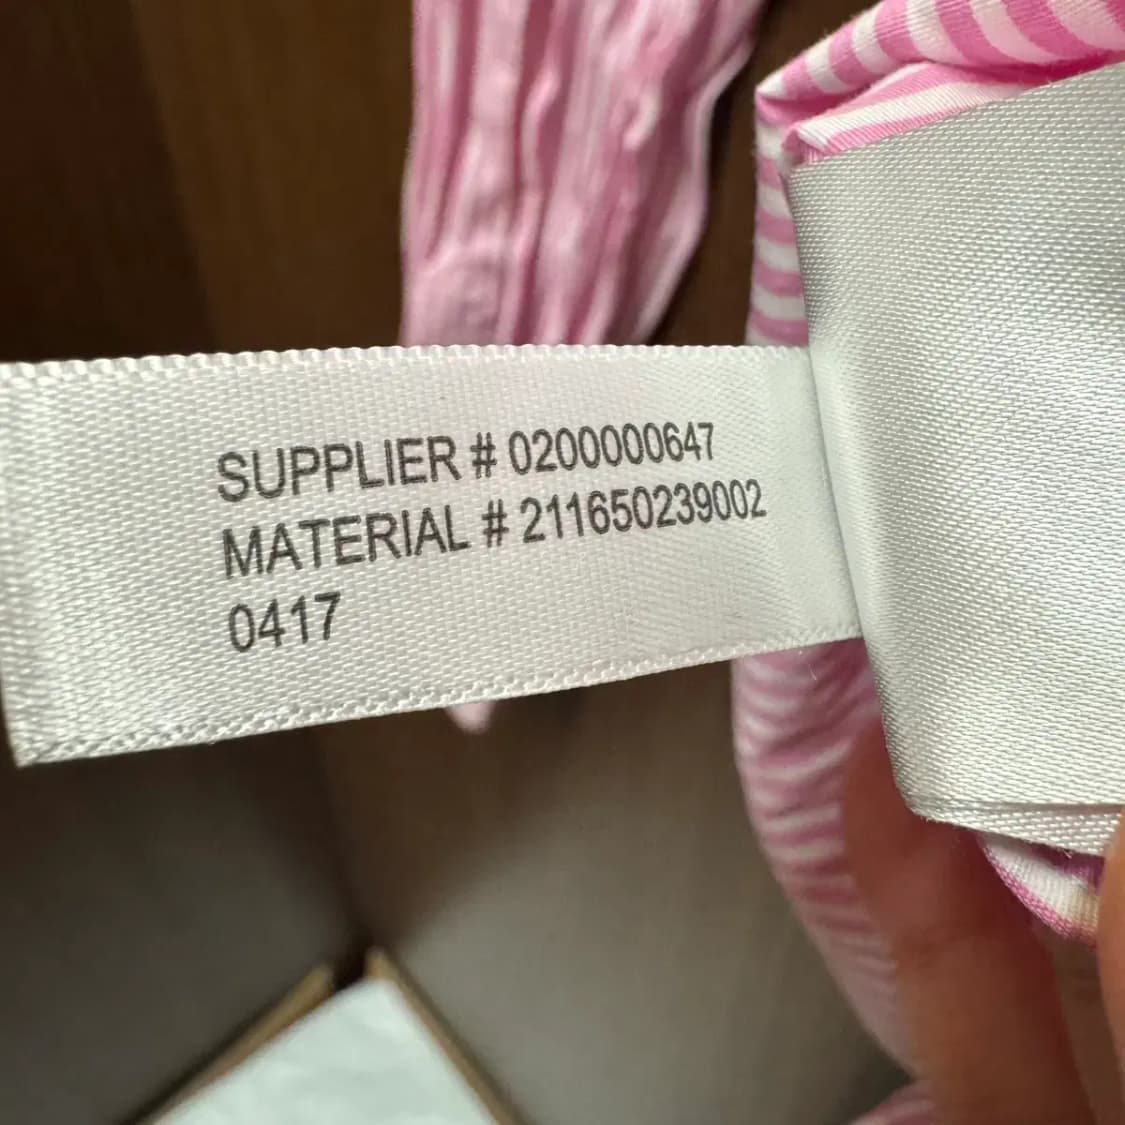 SUPPLIER # 0200000647
MATERIAL # 211650239002
0417